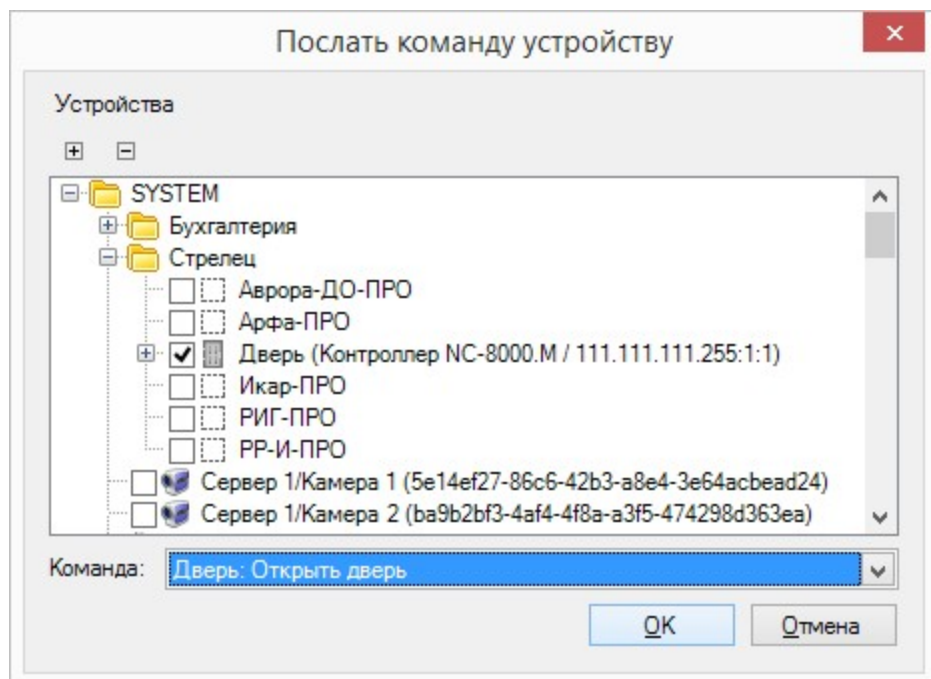 Послать команду устройству
Устройства
SYSTEM
Бухгалтерия
Стрелец
Аврора-ДО-ПРО
Арфа-ПРО
Дверь (Контроллер NC-8000.M / 111.111.111.255:1:1)
Икар-ПРО
РИГ-ПРО
РР-И-ПРО
Сервер 1/Камера 1 (5e14ef27-86c6-42b3-a8e4-3e64acbead24)
Сервер 1/Камера 2 (ba9b2bf3-4af4-4f8a-a3f5-474298d363ea)
Команда: Дверь: Открыть дверь
OK Отмена